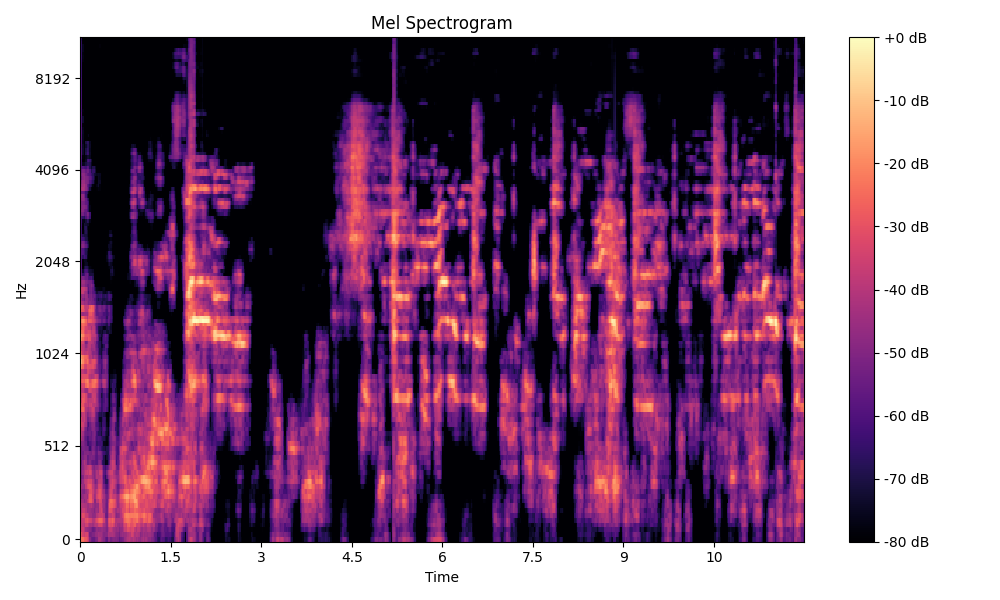 Mel Spectrogram
Hz
8192
4096
2048
1024
512
0
0 1.5 3 4.5 6 7.5 9 10
Time
+0 dB
-10 dB
-20 dB
-30 dB
-40 dB
-50 dB
-60 dB
-70 dB
-80 dB